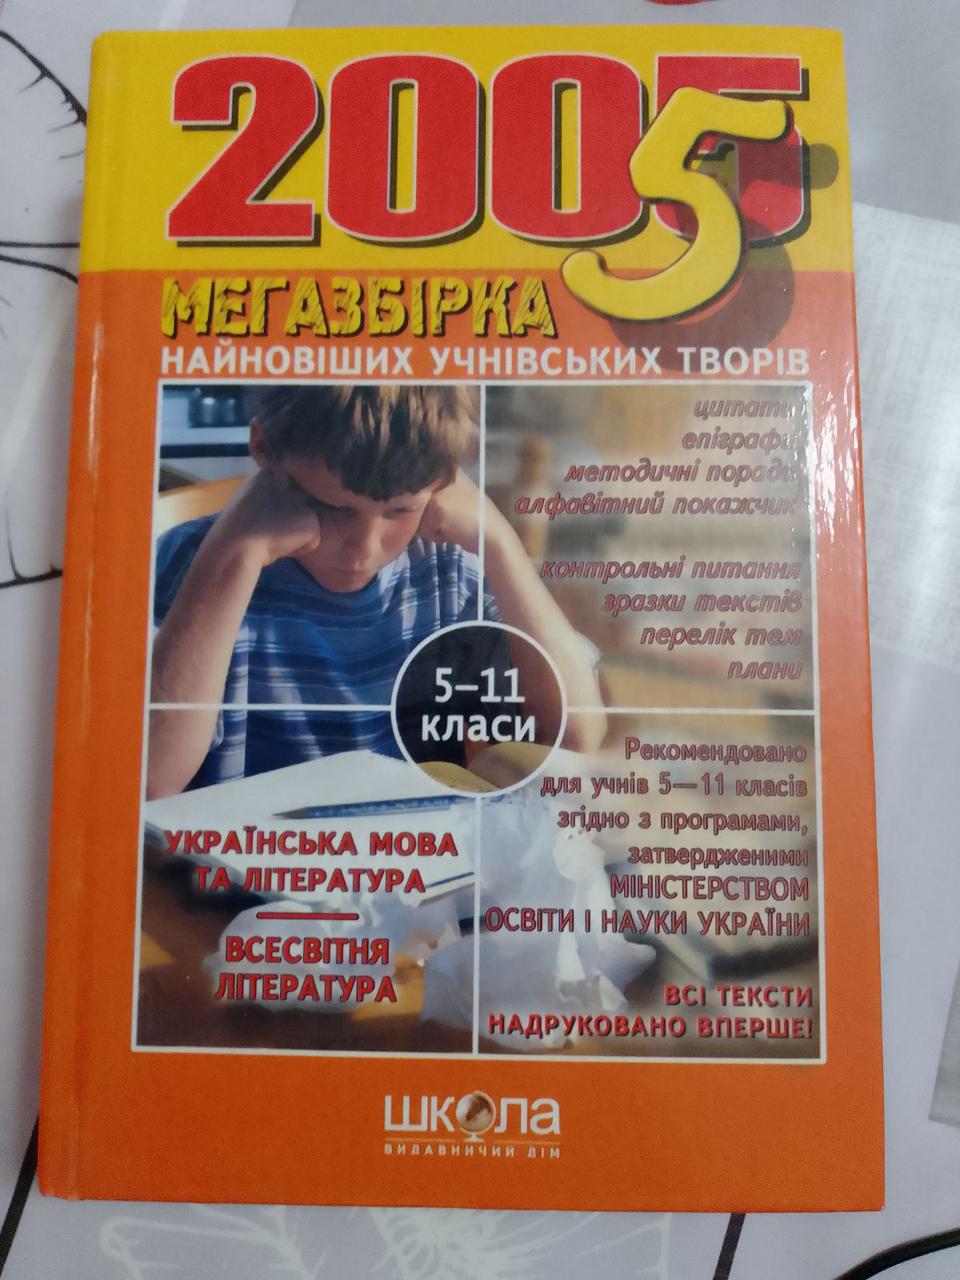 2005
5
МЕГАЗБІРКА
НАЙНОВІШИХ УЧНІВСЬКИХ ТВОРІВ
цитати
епіграфи
методичні поради
алфавітний покажчик
контрольні питання
зразки текстів
перелік тем
плани
5–11
класи
Рекомендовано
для учнів 5—11 класів
згідно з програмами,
затвердженими
МІНІСТЕРСТВОМ
ОСВІТИ І НАУКИ УКРАЇНИ
УКРАЇНСЬКА МОВА
ТА ЛІТЕРАТУРА
ВСЕСВІТНЯ
ЛІТЕРАТУРА
ВСІ ТЕКСТИ
НАДРУКОВАНО ВПЕРШЕ!
школа
ВИДАВНИЧИЙ ДІМ